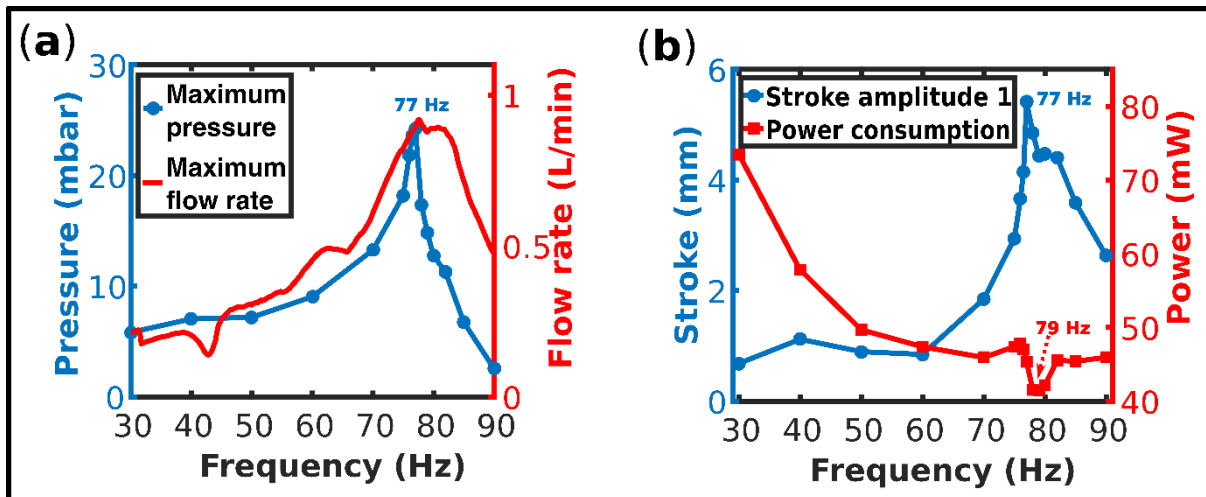 (a)
30
20
10
0
Pressure (mbar)
Maximum
pressure
Maximum
flow rate
77 Hz
1
0.5
0
Flow rate (L/min)
30 40 50 60 70 80 90
Frequency (Hz)
(b)
6
4
2
0
Stroke (mm)
Stroke amplitude 1
Power consumption
77 Hz
79 Hz
80
70
60
50
40
Power (mW)
30 40 50 60 70 80 90
Frequency (Hz)